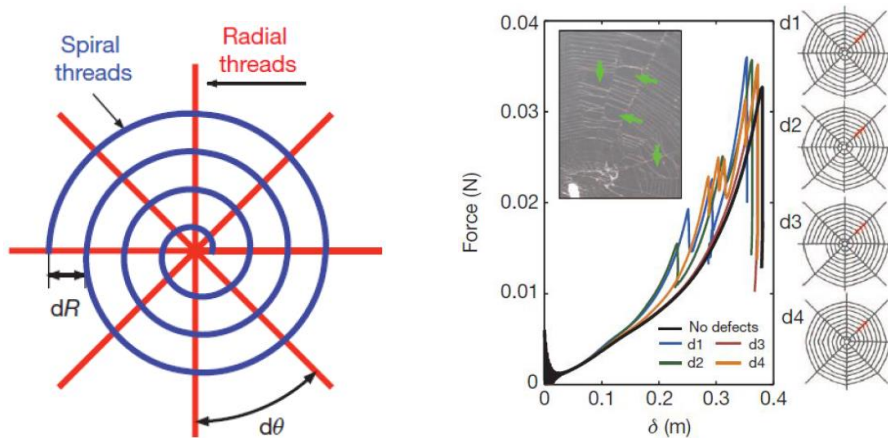 Spiral
threads
Radial
threads
dR
dθ
Force (N)
0.04
0.03
0.02
0.01
0
0
0.1
0.2
0.3
0.4
δ (m)
No defects
d1
d3
d2
d4
d1
d2
d3
d4